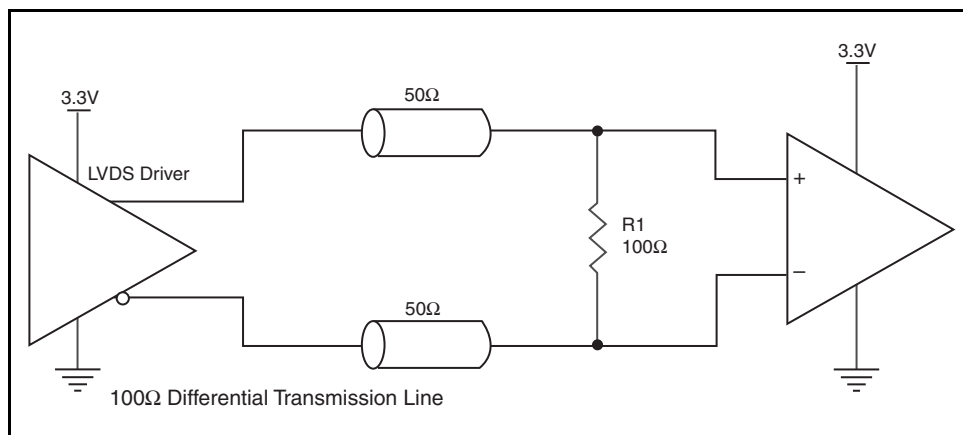 3.3V
3.3V
50Ω
LVDS Driver
+
R1
100Ω
−
50Ω
100Ω Differential Transmission Line